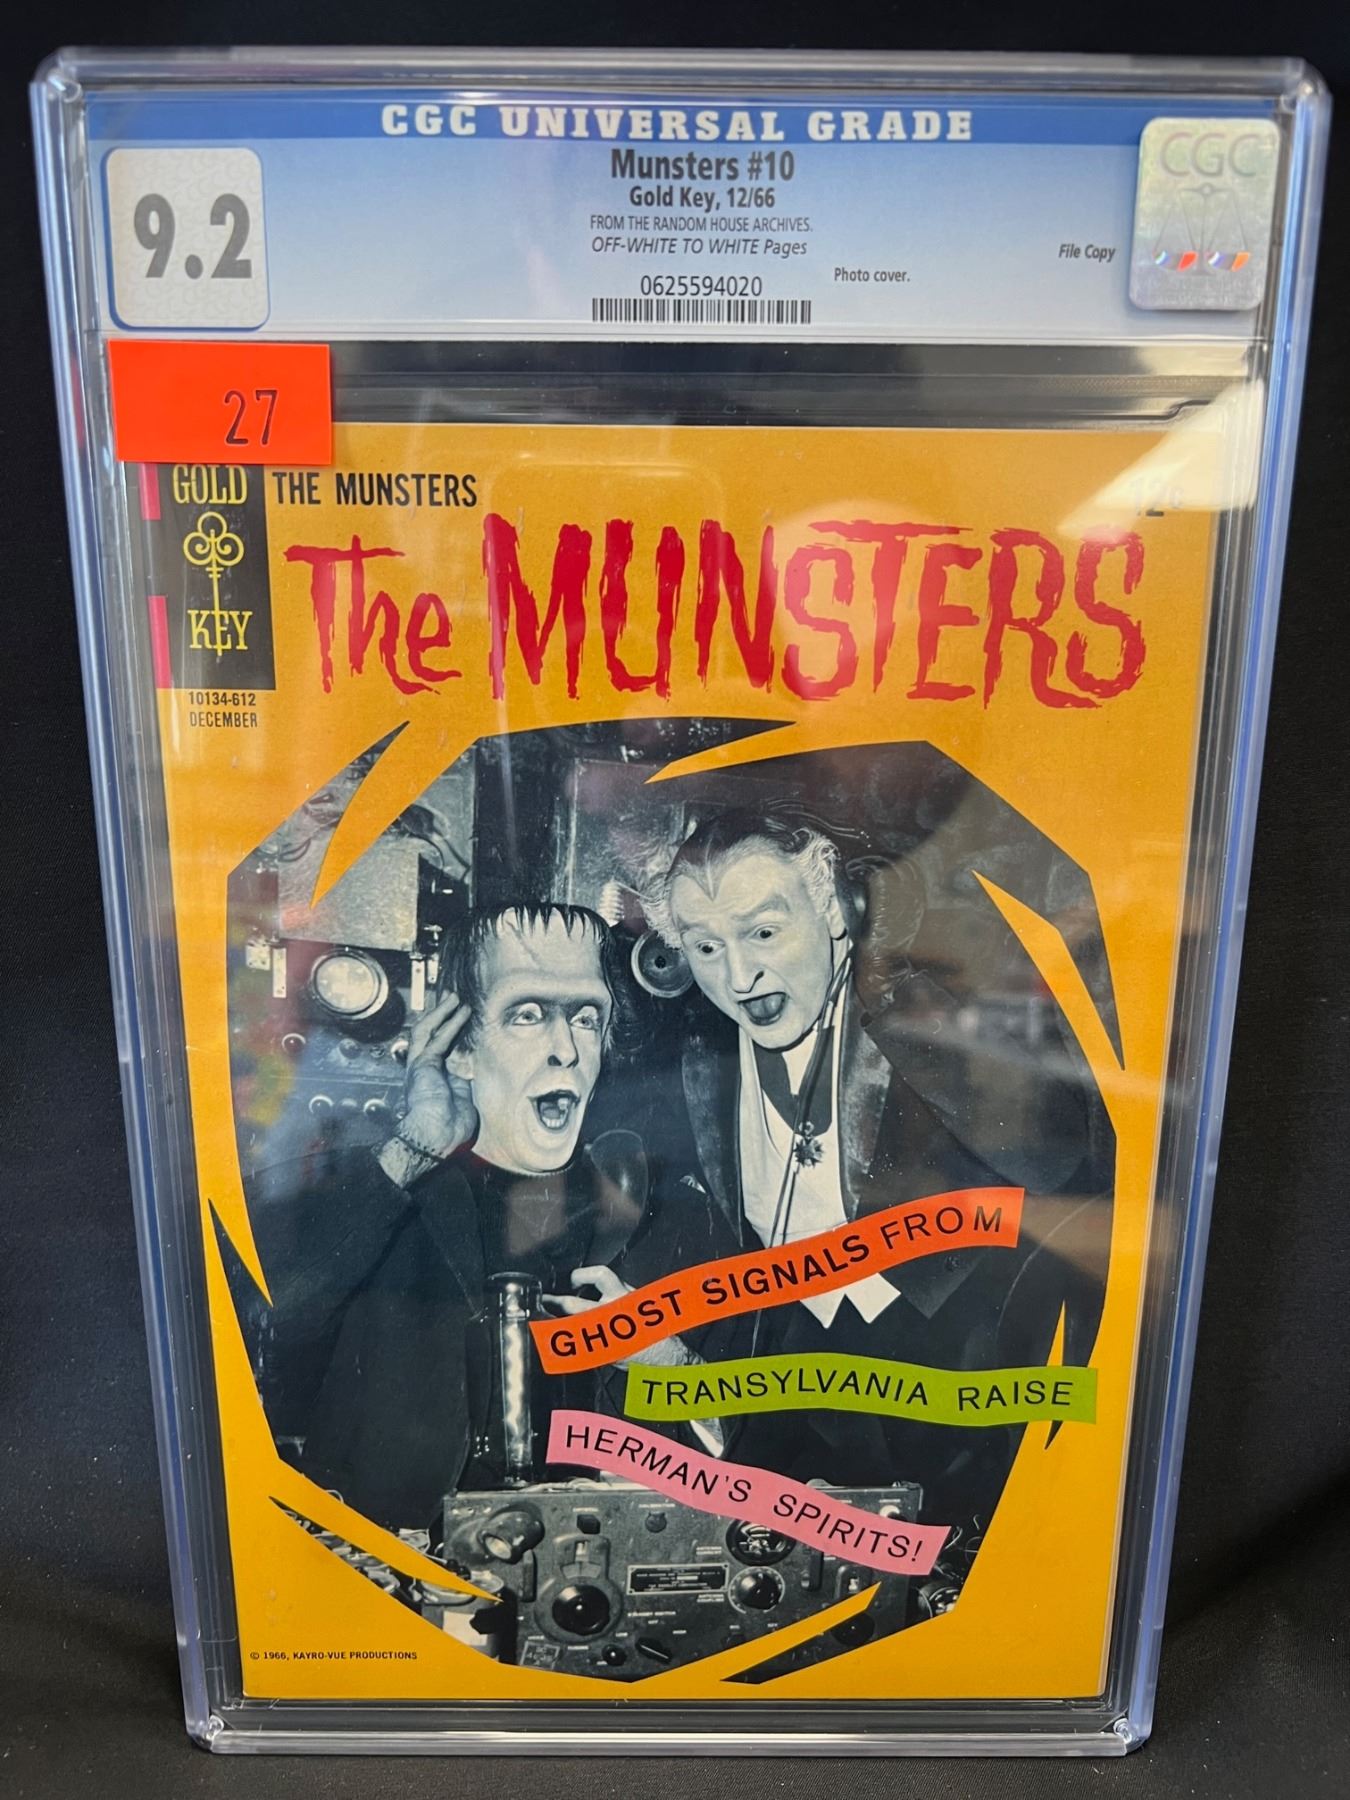 CGC UNIVERSAL GRADE
9.2
Munsters #10
Gold Key, 12/66
FROM THE RANDOM HOUSE ARCHIVES.
OFF-WHITE TO WHITE Pages
0625594020
Photo cover.
File Copy
CGC
27
GOLD
KEY
10134-612
DECEMBER
THE MUNSTERS
12¢
The MUNSTERS
GHOST SIGNALS FROM
TRANSYLVANIA RAISE
HERMAN'S SPIRITS!
© 1966, KAYRO-VUE PRODUCTIONS